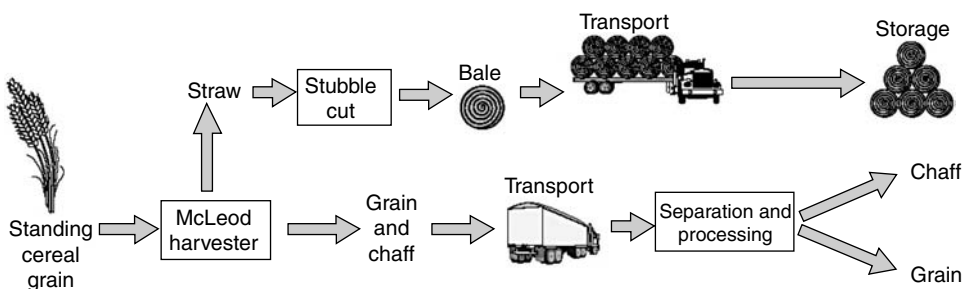 Transport
Storage
Straw
Stubble
cut
Bale
Standing
cereal
grain
McLeod
harvester
Grain
and
chaff
Transport
Separation and
processing
Chaff
Grain